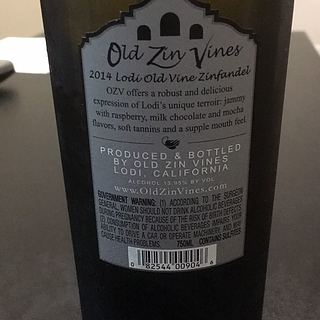 Old Zin Vines
2014 Lodi Old Vine Zinfandel
OZV offers a robust and delicious
expression of Lodi's unique terroir: jammy
with raspberry, milk chocolate and mocha
flavors, soft tannins and a supple mouth feel.
PRODUCED & BOTTLED
BY OLD ZIN VINES
LODI, CALIFORNIA
ALCOHOL 13.95% BY VOL
www.OldZinVines.com
GOVERNMENT WARNING: (1) ACCORDING TO THE SURGEON
GENERAL, WOMEN SHOULD NOT DRINK ALCOHOLIC BEVERAGES
DURING PREGNANCY BECAUSE OF THE RISK OF BIRTH DEFECTS.
(2) CONSUMPTION OF ALCOHOLIC BEVERAGES IMPAIRS YOUR
ABILITY TO DRIVE A CAR OR OPERATE MACHINERY, AND MAY
CAUSE HEALTH PROBLEMS. 750ML CONTAINS SULFITES
0 82544 00904 6